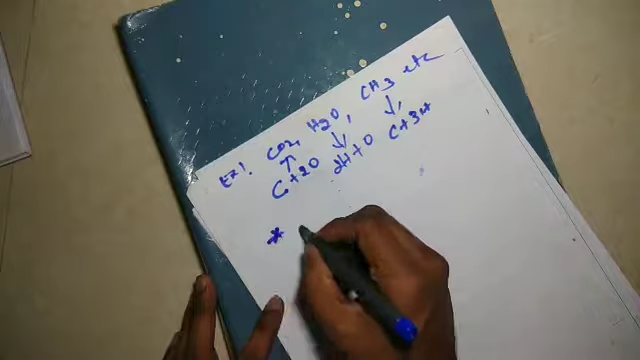 Ex! CO2, H2O, CH3 etc
↑ ↓ ↓
C+2O 2H+O C+3H
*